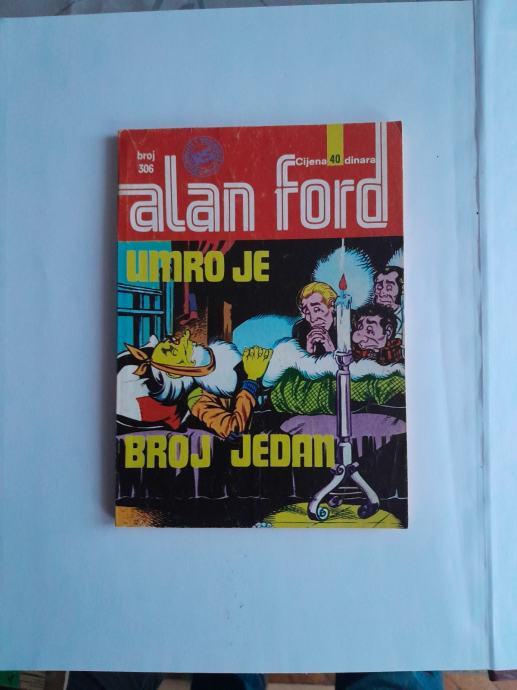 broj
306
Cijena 40 dinara
alan ford
UMRO JE
BROJ JEDAN